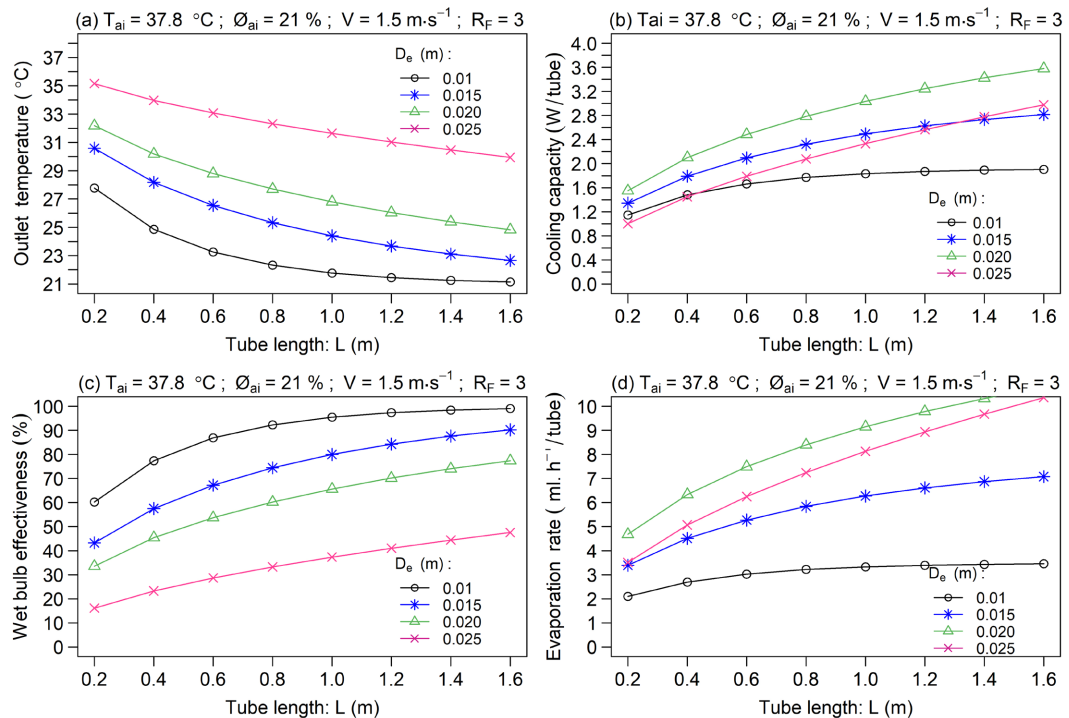 (a) Tai = 37.8 °C ; Øai = 21 % ; V = 1.5 m·s⁻¹ ; RF = 3
Outlet temperature ( °C)
37
35
33
31
29
27
25
23
21
De (m) :
0.01
0.015
0.020
0.025
0.2 0.4 0.6 0.8 1.0 1.2 1.4 1.6
Tube length: L (m)
(b) Tai = 37.8 °C ; Øai = 21 % ; V = 1.5 m·s⁻¹ ; RF = 3
Cooling capacity (W/tube)
4.0
3.6
3.2
2.8
2.4
2.0
1.6
1.2
0.8
0.4
0.0
De (m) :
0.01
0.015
0.020
0.025
0.2 0.4 0.6 0.8 1.0 1.2 1.4 1.6
Tube length: L (m)
(c) Tai = 37.8 °C ; Øai = 21 % ; V = 1.5 m·s⁻¹ ; RF = 3
Wet bulb effectiveness (%)
100
90
80
70
60
50
40
30
20
10
0
De (m) :
0.01
0.015
0.020
0.025
0.2 0.4 0.6 0.8 1.0 1.2 1.4 1.6
Tube length: L (m)
(d) Tai = 37.8 °C ; Øai = 21 % ; V = 1.5 m·s⁻¹ ; RF = 3
Evaporation rate ( ml. h⁻¹/tube)
10
9
8
7
6
5
4
3
2
1
0
De (m) :
0.01
0.015
0.020
0.025
0.2 0.4 0.6 0.8 1.0 1.2 1.4 1.6
Tube length: L (m)